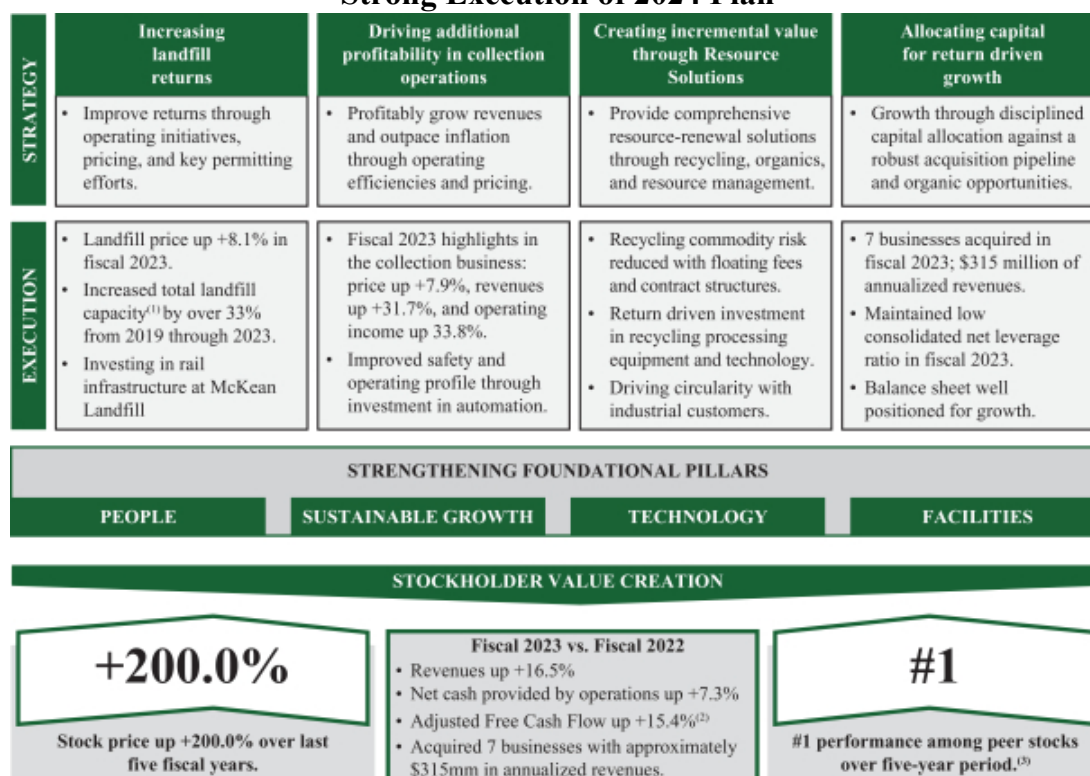 Strong Execution of 2024 Plan
STRATEGY
Increasing
landfill
returns
• Improve returns through
operating initiatives,
pricing, and key permitting
efforts.
Driving additional
profitability in collection
operations
• Profitably grow revenues
and outpace inflation
through operating
efficiencies and pricing.
Creating incremental value
through Resource
Solutions
• Provide comprehensive
resource-renewal solutions
through recycling, organics,
and resource management.
Allocating capital
for return driven
growth
• Growth through disciplined
capital allocation against a
robust acquisition pipeline
and organic opportunities.
EXECUTION
• Landfill price up +8.1% in
fiscal 2023.
• Increased total landfill
capacity(1) by over 33%
from 2019 through 2023.
• Investing in rail
infrastructure at McKean
Landfill
• Fiscal 2023 highlights in
the collection business:
price up +7.9%, revenues
up +31.7%, and operating
income up 33.8%.
• Improved safety and
operating profile through
investment in automation.
• Recycling commodity risk
reduced with floating fees
and contract structures.
• Return driven investment
in recycling processing
equipment and technology.
• Driving circularity with
industrial customers.
• 7 businesses acquired in
fiscal 2023; $315 million of
annualized revenues.
• Maintained low
consolidated net leverage
ratio in fiscal 2023.
• Balance sheet well
positioned for growth.
STRENGTHENING FOUNDATIONAL PILLARS
PEOPLE
SUSTAINABLE GROWTH
TECHNOLOGY
FACILITIES
STOCKHOLDER VALUE CREATION
+200.0%
Stock price up +200.0% over last
five fiscal years.
Fiscal 2023 vs. Fiscal 2022
• Revenues up +16.5%
• Net cash provided by operations up +7.3%
• Adjusted Free Cash Flow up +15.4%(2)
• Acquired 7 businesses with approximately
$315mm in annualized revenues.
#1
#1 performance among peer stocks
over five-year period.(3)